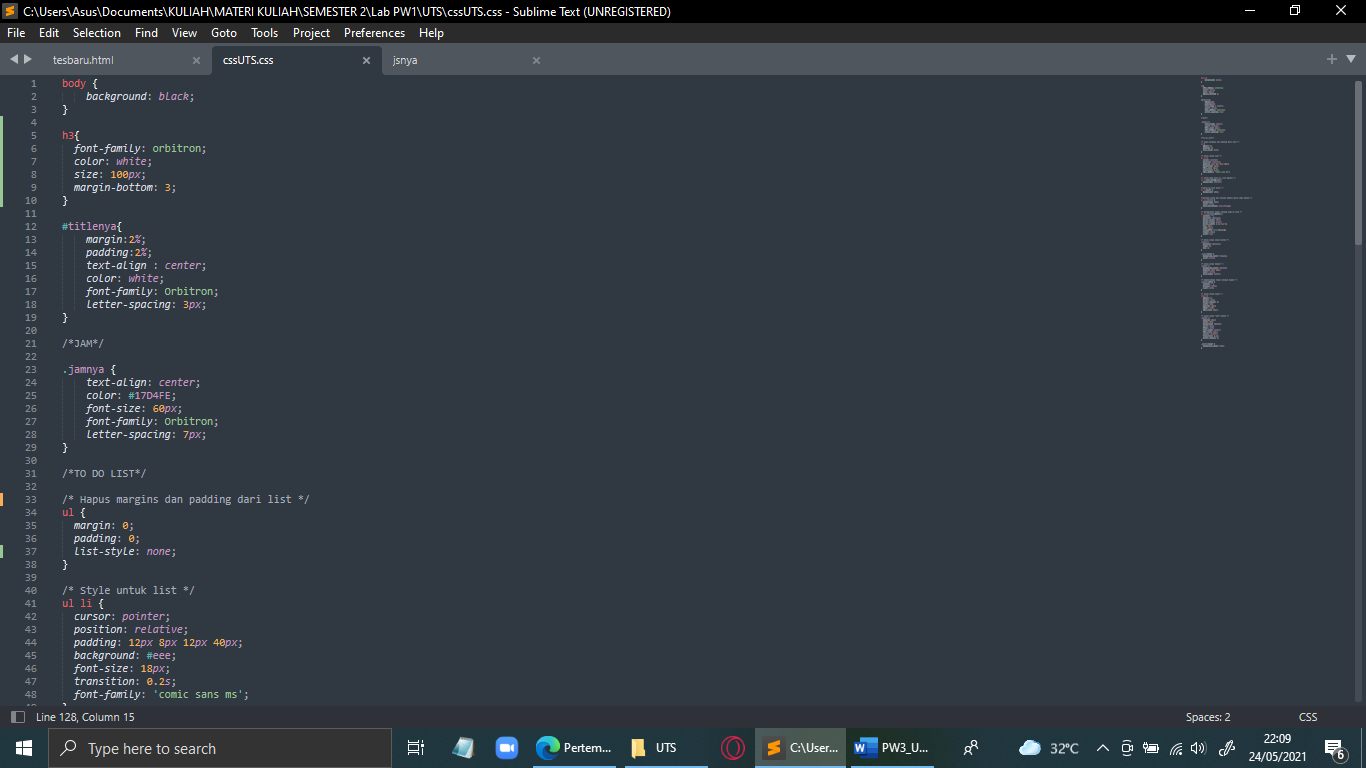 C:\Users\Asus\Documents\KULIAH\MATERI KULIAH\SEMESTER 2\Lab PW1\UTS\cssUTS.css - Sublime Text (UNREGISTERED)
File Edit Selection Find View Goto Tools Project Preferences Help
tesbaru.html cssUTS.css jsnya
1 body {
2 background: black;
3 }
4
5 h3{
6 font-family: orbitron;
7 color: white;
8 size: 100px;
9 margin-bottom: 3;
10 }
11
12 #titlenya{
13 margin:2%;
14 padding:2%;
15 text-align : center;
16 color: white;
17 font-family: Orbitron;
18 letter-spacing: 3px;
19 }
20
21 /*JAM*/
22
23 .jamnya {
24 text-align: center;
25 color: #17D4FE;
26 font-size: 60px;
27 font-family: Orbitron;
28 letter-spacing: 7px;
29 }
30
31 /*TO DO LIST*/
32
33 /* Hapus margins dan padding dari list */
34 ul {
35 margin: 0;
36 padding: 0;
37 list-style: none;
38 }
39
40 /* Style untuk list */
41 ul li {
42 cursor: pointer;
43 position: relative;
44 padding: 12px 8px 12px 40px;
45 background: #eee;
46 font-size: 18px;
47 transition: 0.2s;
48 font-family: 'comic sans ms';
Line 128, Column 15 Spaces: 2 CSS
Type here to search Pertem... UTS C:\User... PW3_U... 32°C 22:09
24/05/2021 6